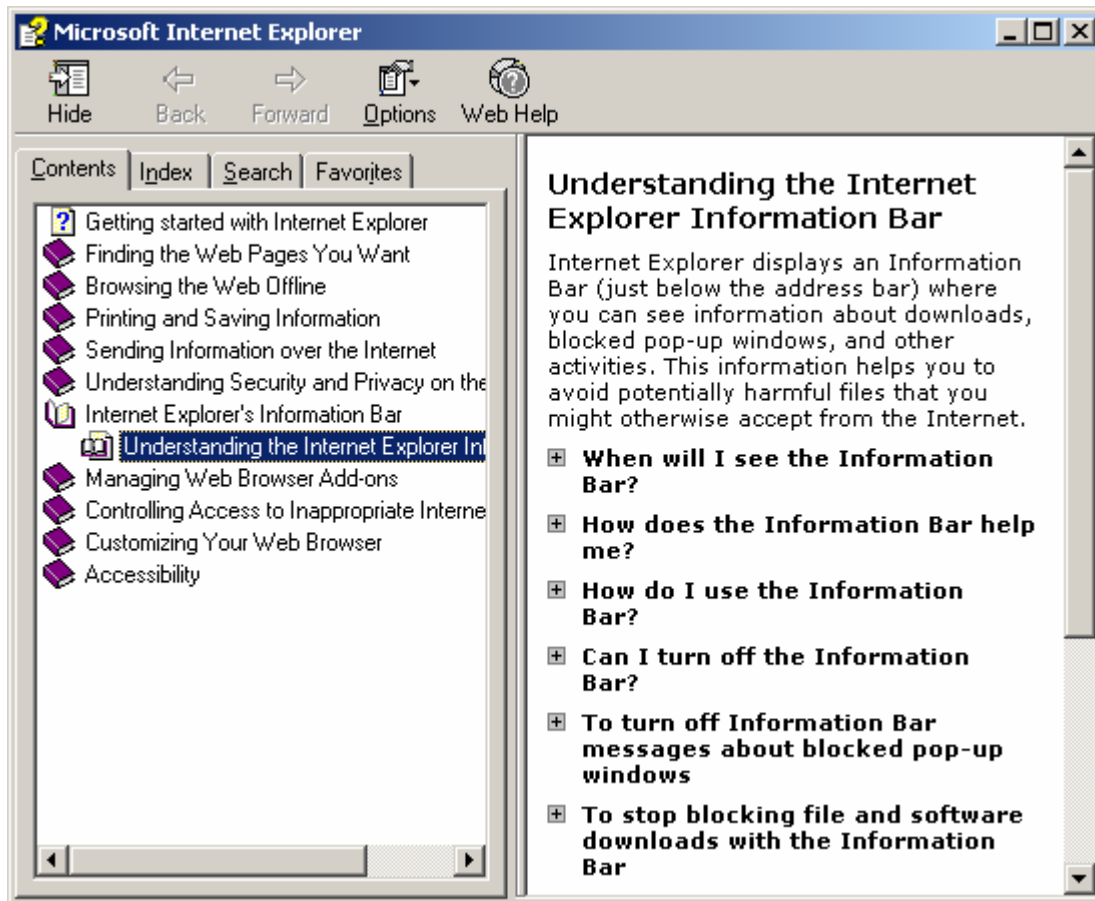 Microsoft Internet Explorer
Hide Back Forward Options Web Help
Contents Index Search Favorites
Getting started with Internet Explorer
Finding the Web Pages You Want
Browsing the Web Offline
Printing and Saving Information
Sending Information over the Internet
Understanding Security and Privacy on the
Internet Explorer's Information Bar
Understanding the Internet Explorer In
Managing Web Browser Add-ons
Controlling Access to Inappropriate Interne
Customizing Your Web Browser
Accessibility
Understanding the Internet
Explorer Information Bar
Internet Explorer displays an Information
Bar (just below the address bar) where
you can see information about downloads,
blocked pop-up windows, and other
activities. This information helps you to
avoid potentially harmful files that you
might otherwise accept from the Internet.
When will I see the Information
Bar?
How does the Information Bar help
me?
How do I use the Information
Bar?
Can I turn off the Information
Bar?
To turn off Information Bar
messages about blocked pop-up
windows
To stop blocking file and software
downloads with the Information
Bar